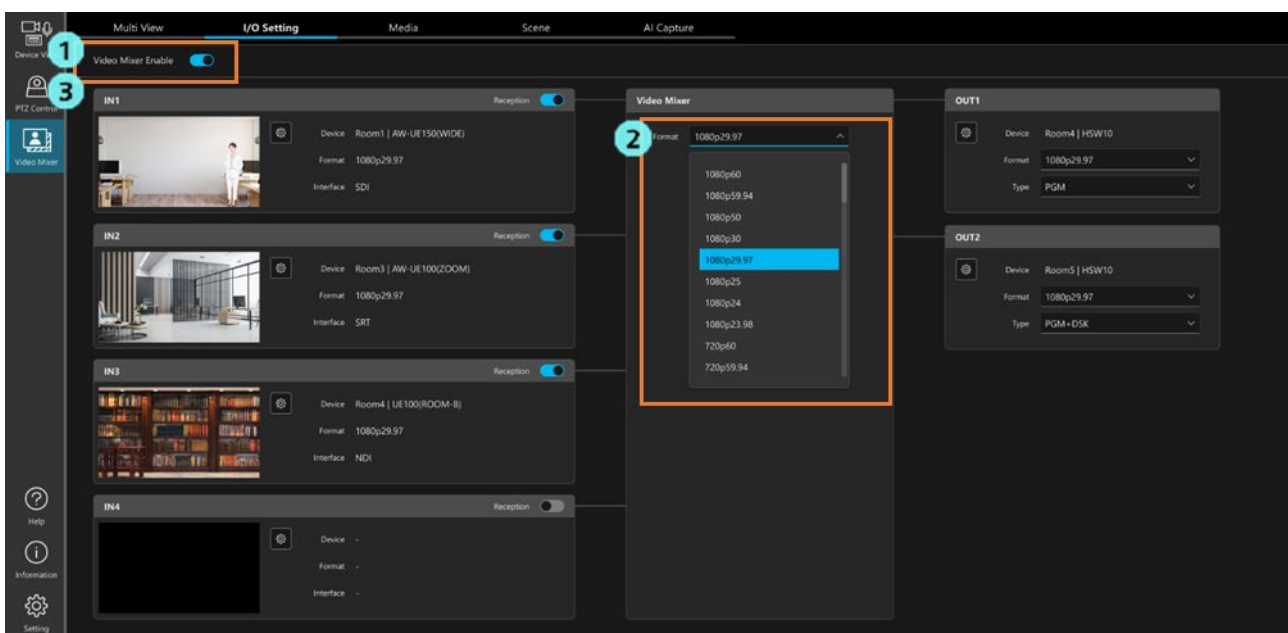 Multi View I/O Setting Media Scene AI Capture
Device Vi
1
Video Mixer Enable
3
PTZ Control
Video Mixer
IN1 Reception
Device Room1 | AW-UE150(WIDE)
Format 1080p29.97
Interface SDI
IN2 Reception
Device Room3 | AW-UE100(ZOOM)
Format 1080p29.97
Interface SRT
IN3 Reception
Device Room4 | UE100(ROOM-B)
Format 1080p29.97
Interface NDI
IN4 Reception
Device -
Format -
Interface -
Video Mixer
2
Format 1080p29.97
1080p60
1080p59.94
1080p50
1080p30
1080p29.97
1080p25
1080p24
1080p23.98
720p60
720p59.94
OUT1
Device Room4 | HSW10
Format 1080p29.97
Type PGM
OUT2
Device Room5 | HSW10
Format 1080p29.97
Type PGM+DSK
Help
Information
Setting